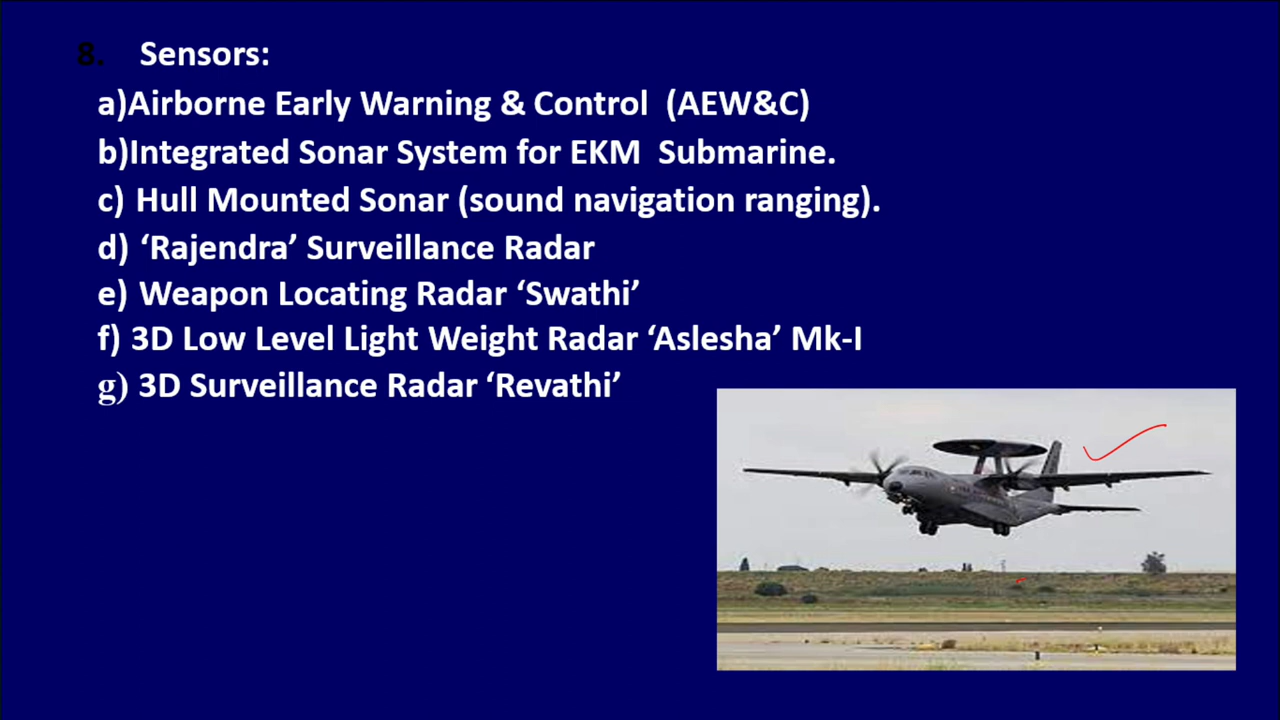 8. Sensors:
a)Airborne Early Warning & Control (AEW&C)
b)Integrated Sonar System for EKM Submarine.
c) Hull Mounted Sonar (sound navigation ranging).
d) ‘Rajendra’ Surveillance Radar
e) Weapon Locating Radar ‘Swathi’
f) 3D Low Level Light Weight Radar ‘Aslesha’ Mk-I
g) 3D Surveillance Radar ‘Revathi’